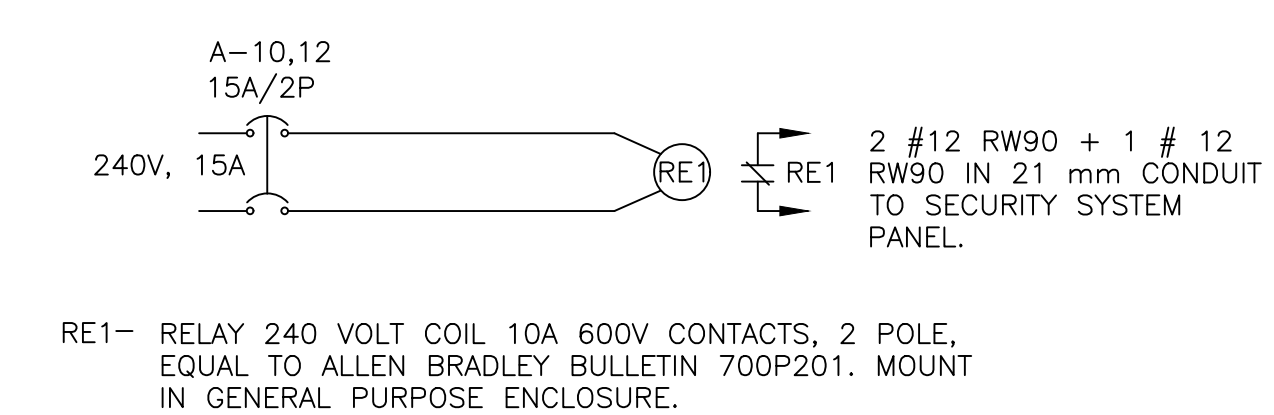 A-10,12
15A/2P
240V, 15A
RE1
RE1
2 #12 RW90 + 1 # 12
RW90 IN 21 mm CONDUIT
TO SECURITY SYSTEM
PANEL.
RE1- RELAY 240 VOLT COIL 10A 600V CONTACTS, 2 POLE,
EQUAL TO ALLEN BRADLEY BULLETIN 700P201. MOUNT
IN GENERAL PURPOSE ENCLOSURE.